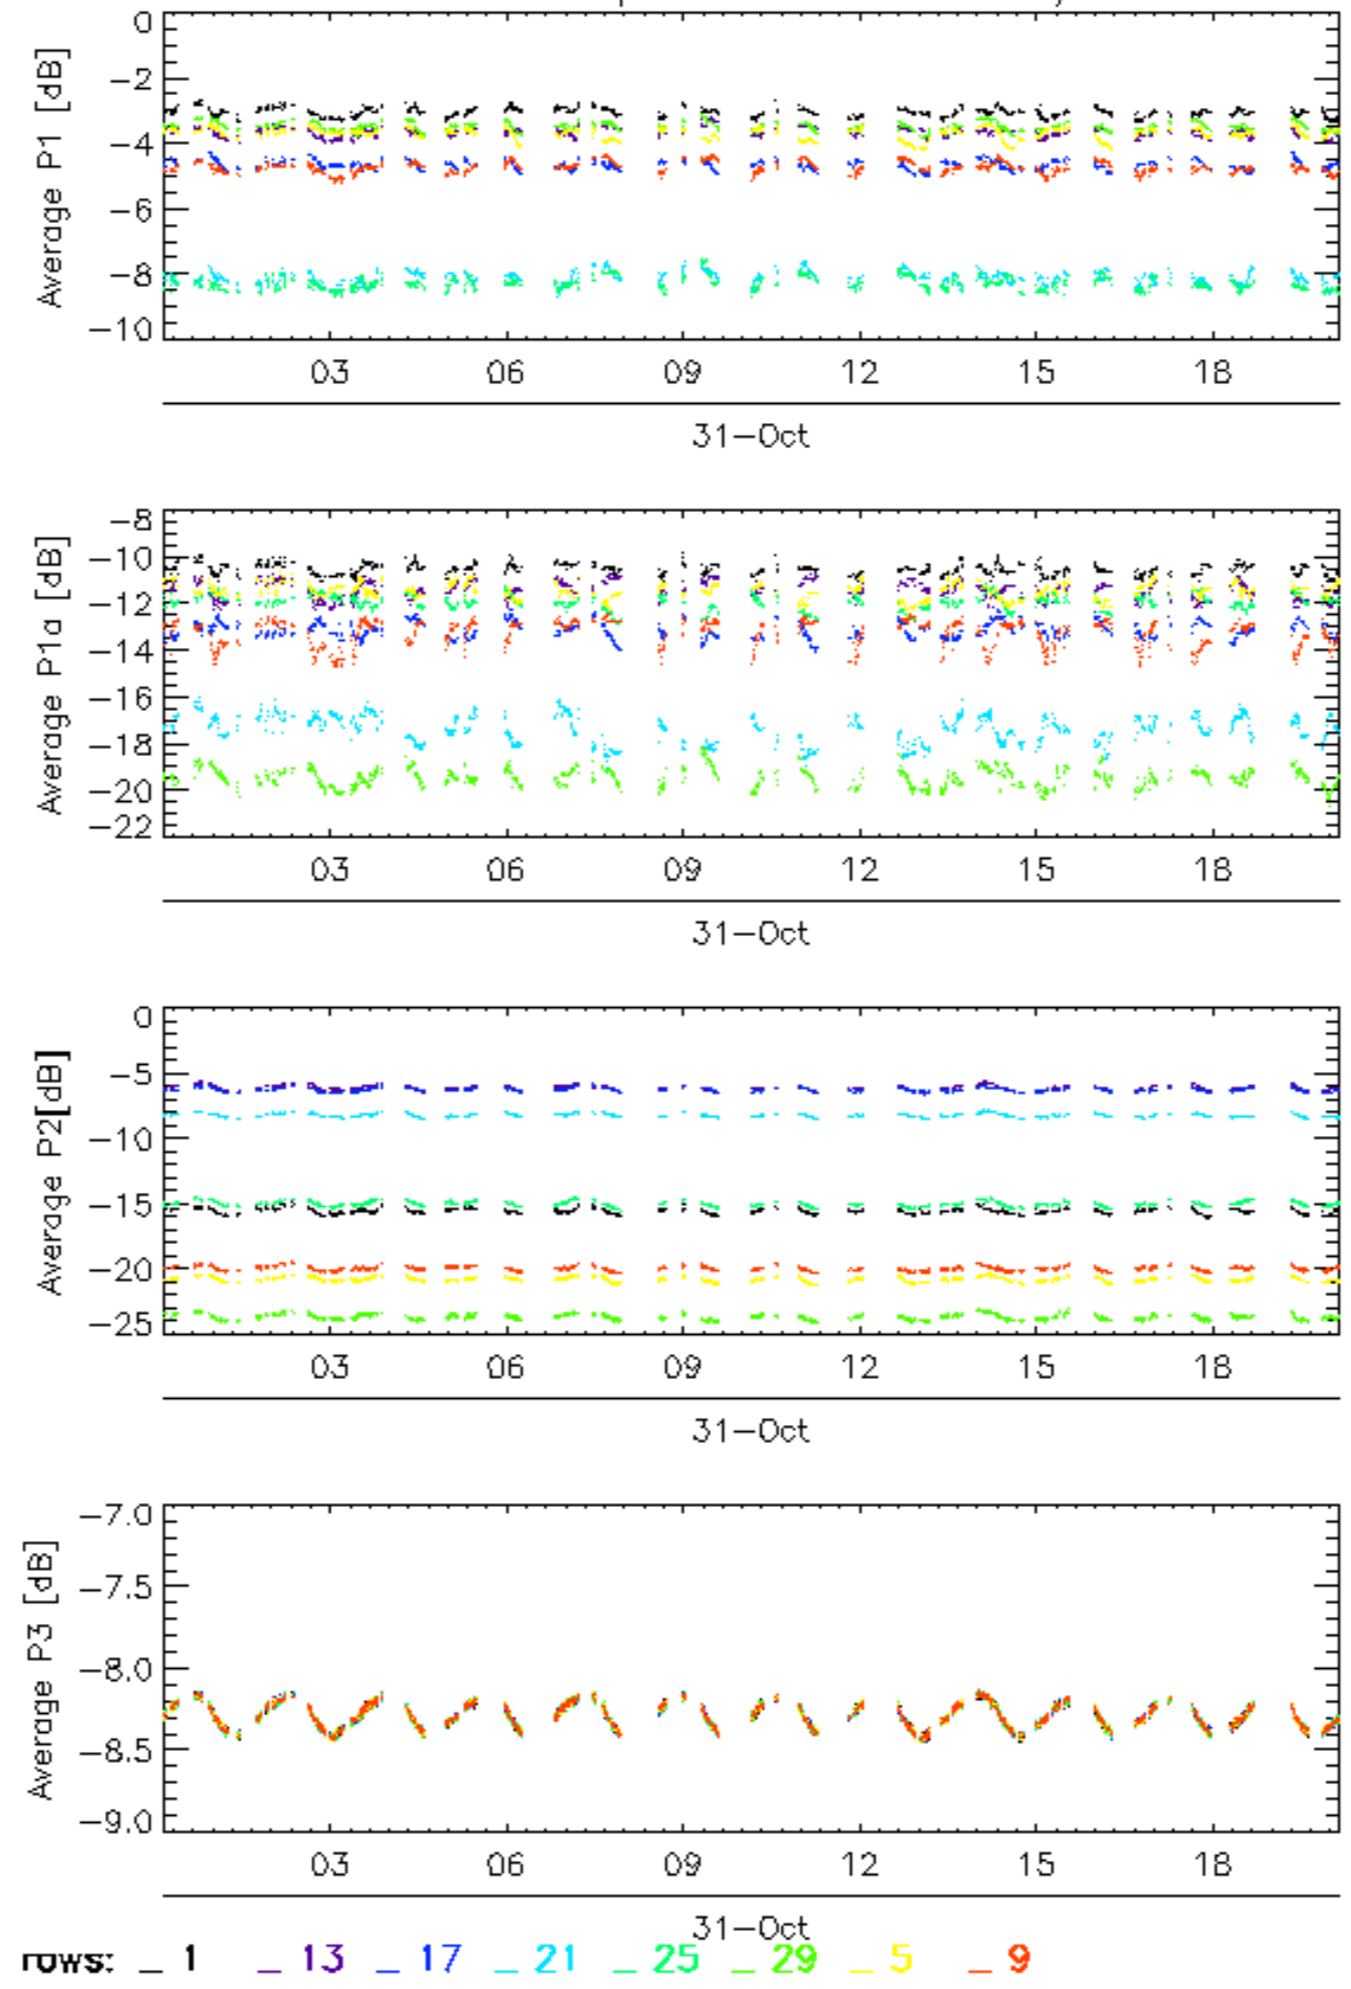 Average P1 [dB]
0
−2
−4
−6
−8
−10
03 06 09 12 15 18
31−Oct
Average P1a [dB]
−8
−10
−12
−14
−16
−18
−20
−22
03 06 09 12 15 18
31−Oct
Average P2[dB]
0
−5
−10
−15
−20
−25
03 06 09 12 15 18
31−Oct
Average P3 [dB]
−7.0
−7.5
−8.0
−8.5
−9.0
03 06 09 12 15 18
31−Oct
rows: _ 1 _ 13 _ 17 _ 21 _ 25 _ 29 _ 5 _ 9